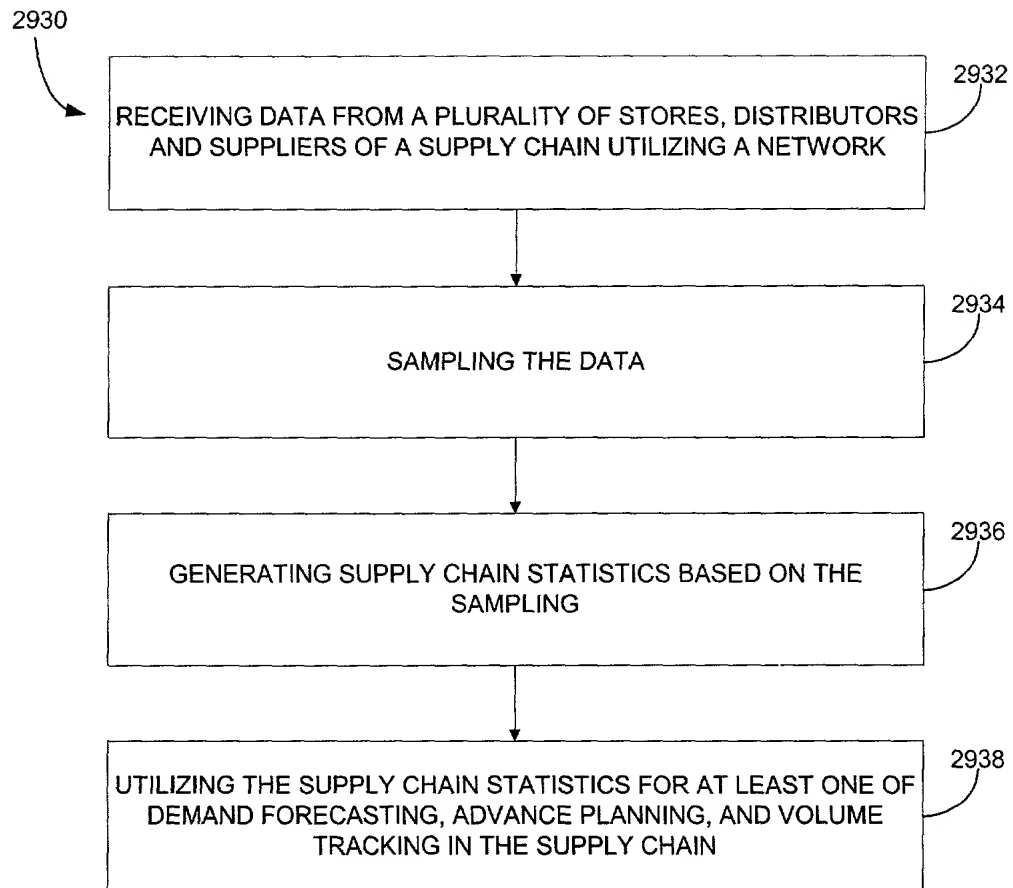 2930
2932
RECEIVING DATA FROM A PLURALITY OF STORES, DISTRIBUTORS
AND SUPPLIERS OF A SUPPLY CHAIN UTILIZING A NETWORK
2934
SAMPLING THE DATA
2936
GENERATING SUPPLY CHAIN STATISTICS BASED ON THE
SAMPLING
2938
UTILIZING THE SUPPLY CHAIN STATISTICS FOR AT LEAST ONE OF
DEMAND FORECASTING, ADVANCE PLANNING, AND VOLUME
TRACKING IN THE SUPPLY CHAIN